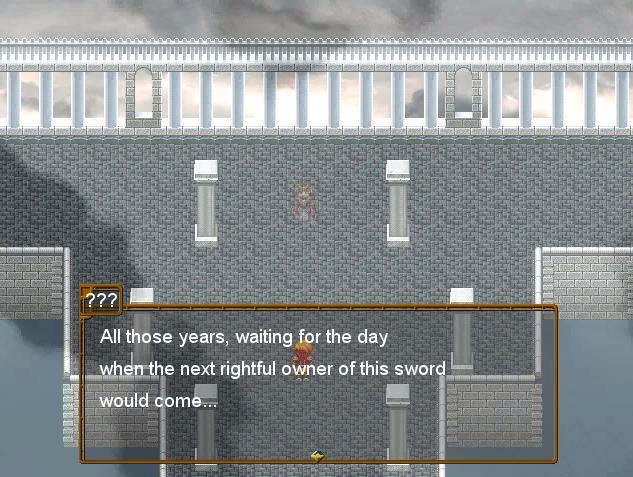 ???
All those years, waiting for the day
when the next rightful owner of this sword
would come...